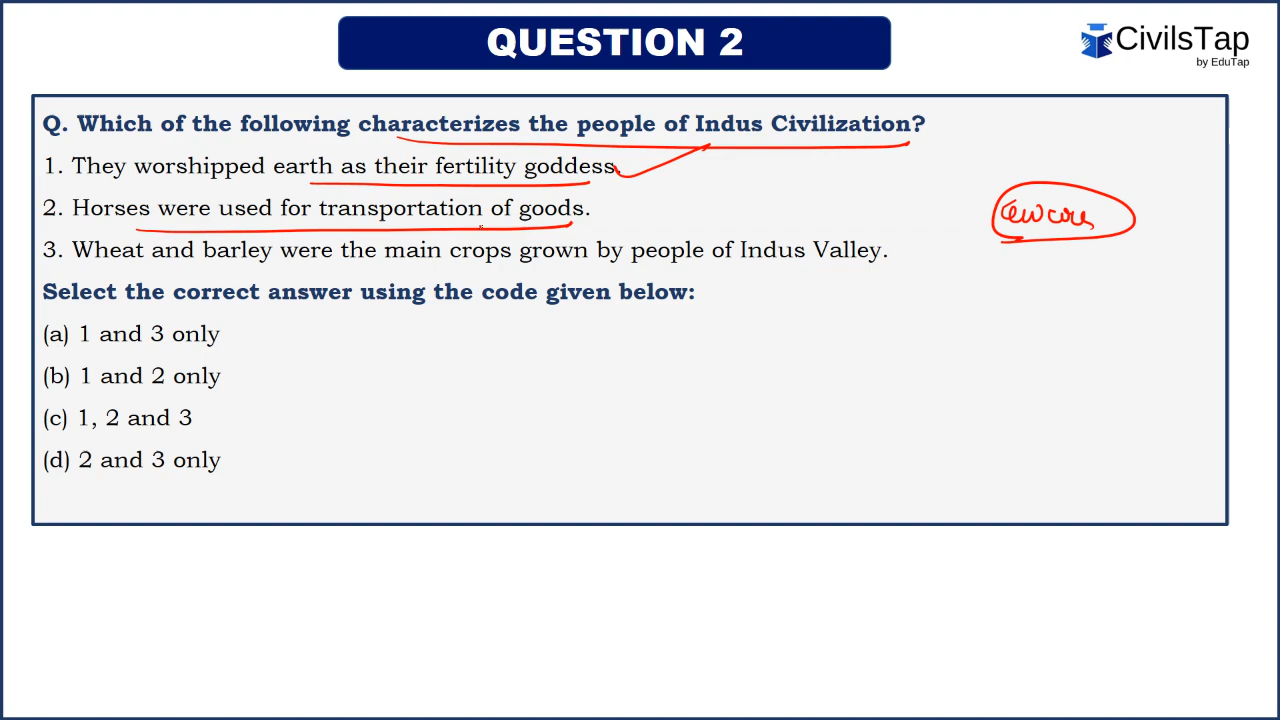 QUESTION 2
CivilsTap
by EduTap
Q. Which of the following characterizes the people of Indus Civilization?
1. They worshipped earth as their fertility goddess.
2. Horses were used for transportation of goods.
3. Wheat and barley were the main crops grown by people of Indus Valley.
Select the correct answer using the code given below:
(a) 1 and 3 only
(b) 1 and 2 only
(c) 1, 2 and 3
(d) 2 and 3 only